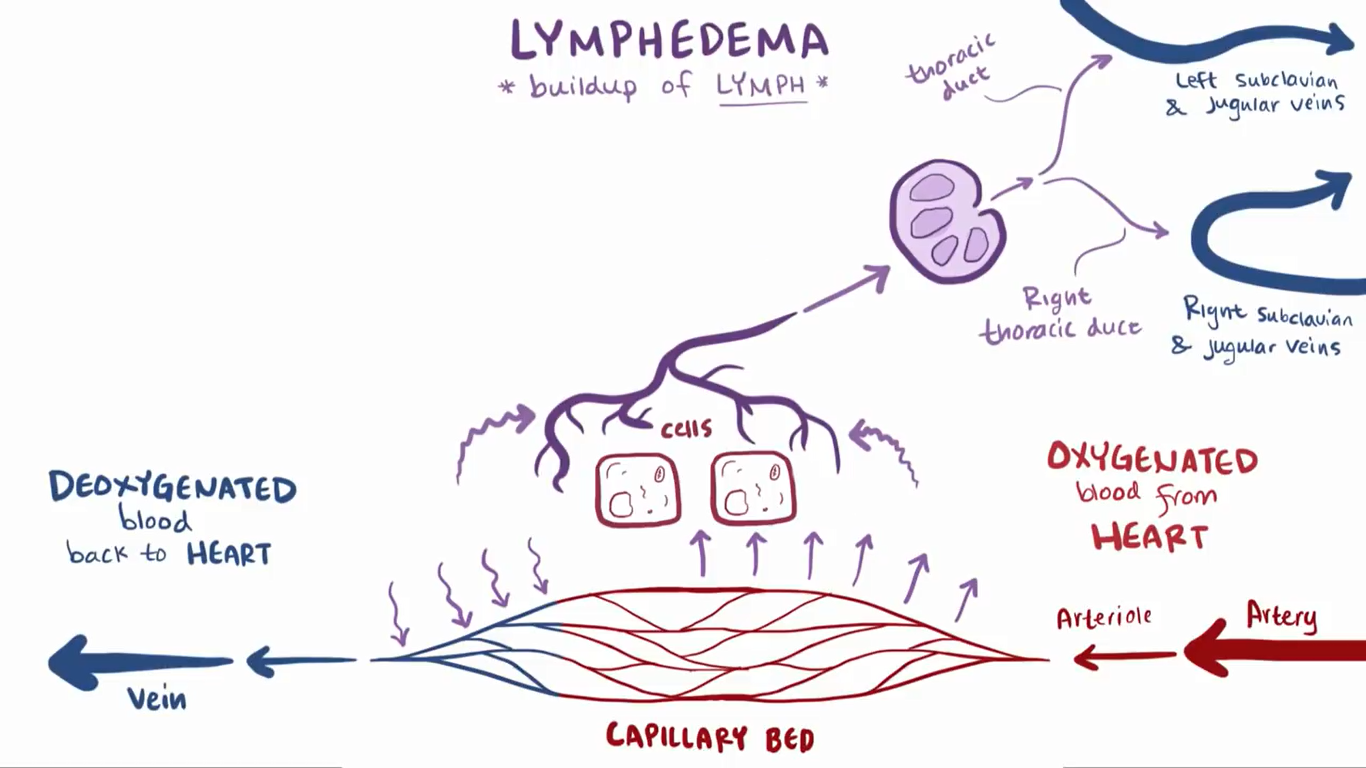 LYMPHEDEMA
* buildup of LYMPH *
thoracic
duct
Left subclavian
& jugular veins
Right
thoracic duct
Right subclavian
& jugular veins
cells
DEOXYGENATED
blood
back to HEART
OXYGENATED
blood from
HEART
Arteriole
Artery
Vein
CAPILLARY BED